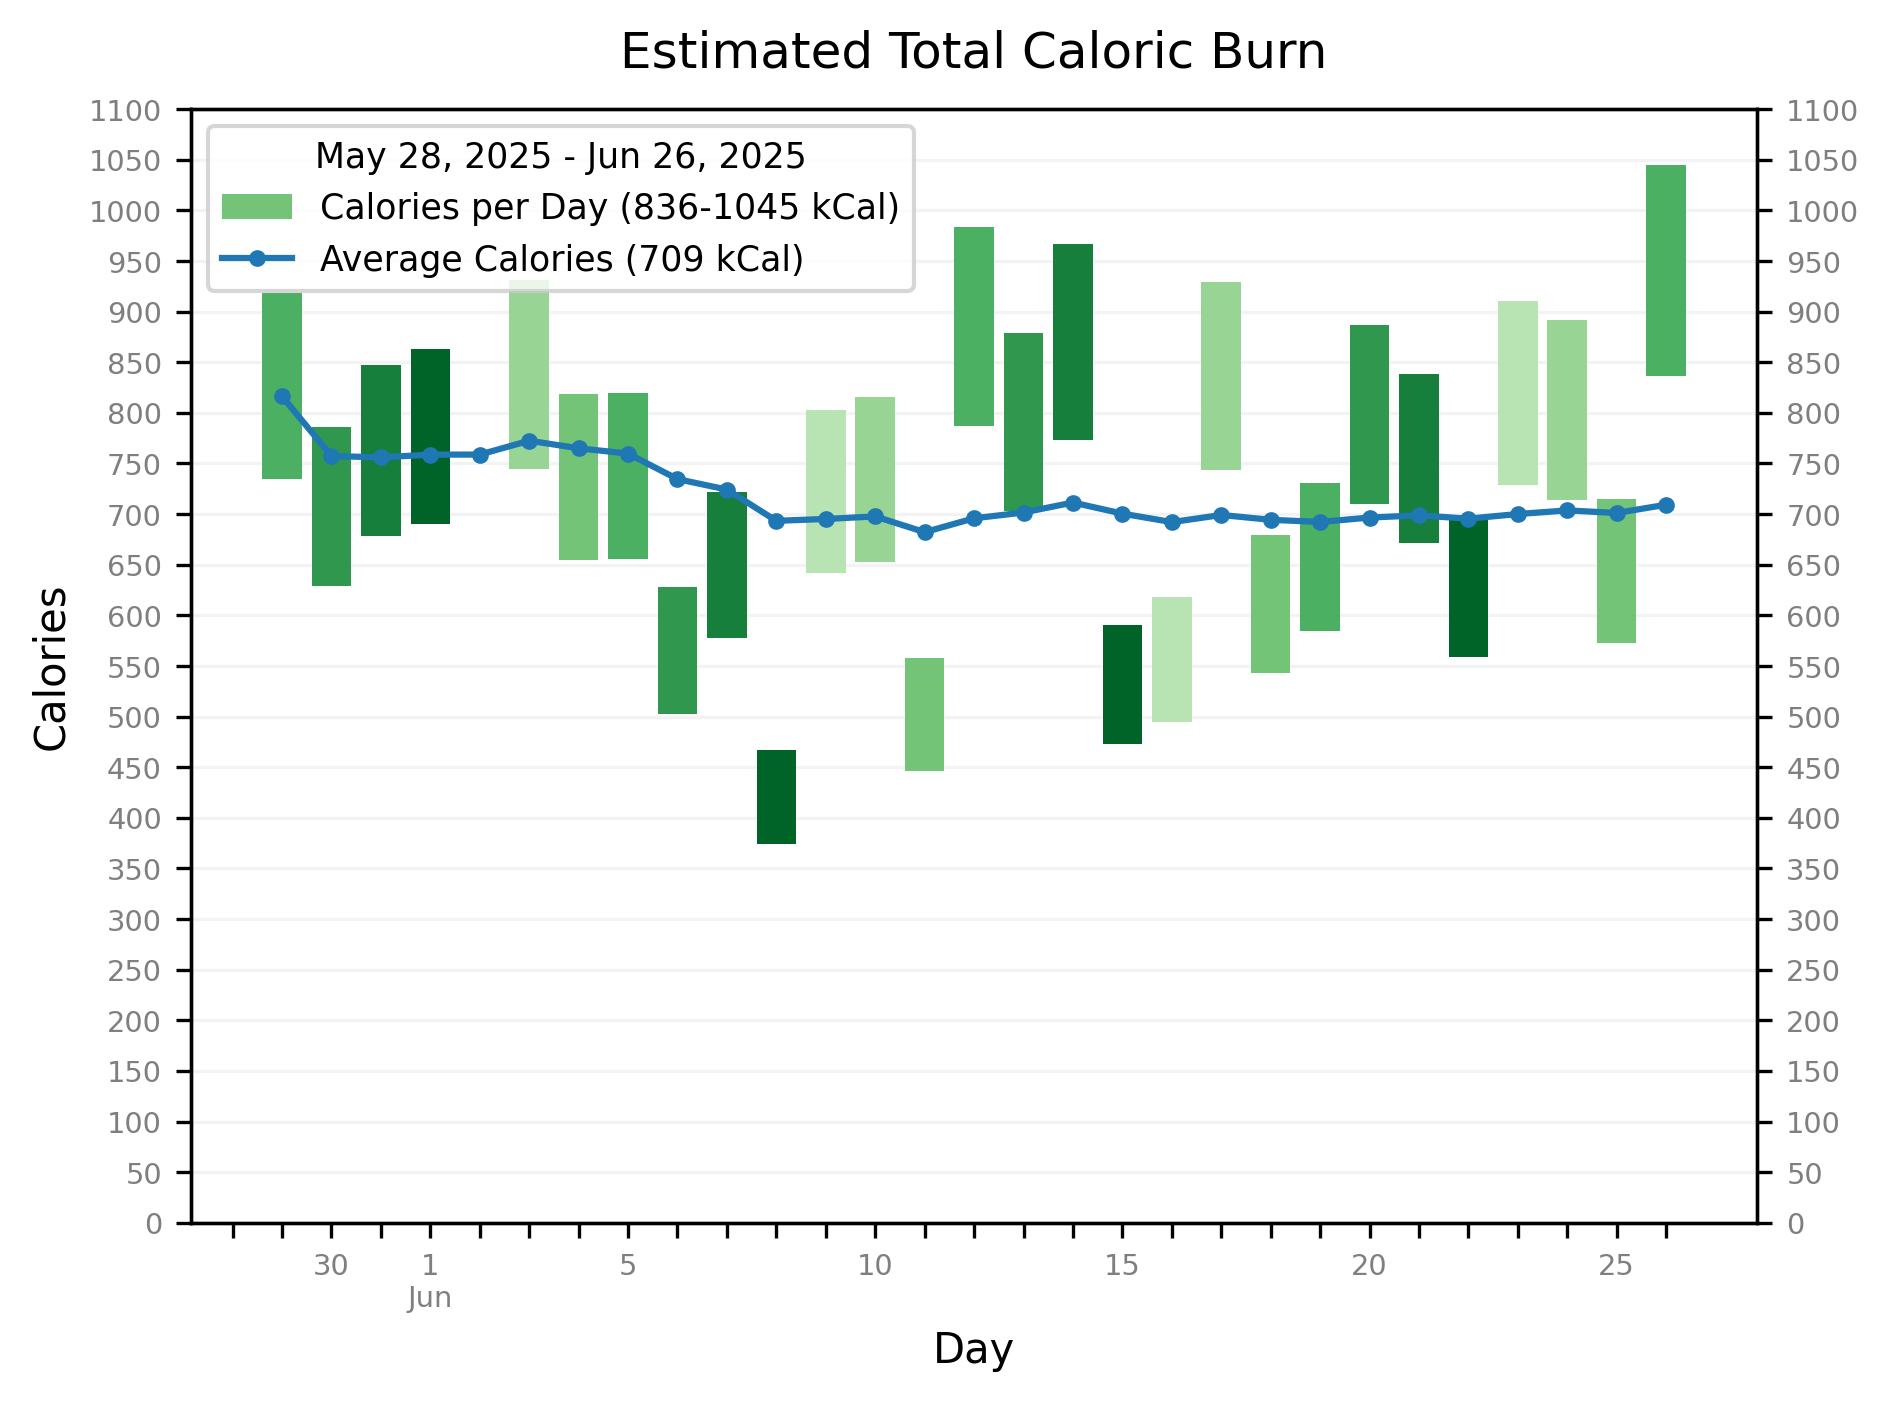 Estimated Total Caloric Burn
May 28, 2025 - Jun 26, 2025
Calories per Day (836-1045 kCal)
Average Calories (709 kCal)
1100 1100
1050 1050
1000 1000
950 950
900 900
850 850
800 800
750 750
700 700
650 650
600 600
550 550
500 500
450 450
400 400
350 350
300 300
250 250
200 200
150 150
100 100
50 50
0 0
Calories
30 1 5 10 15 20 25
Jun
Day